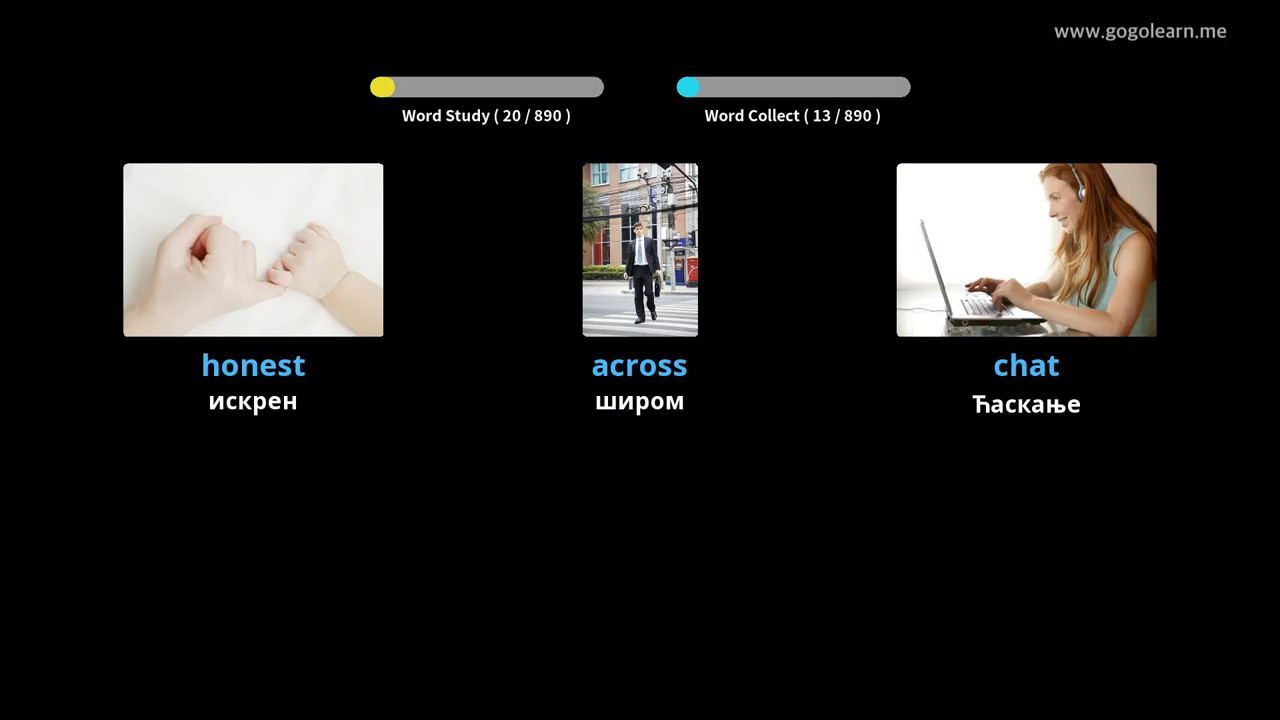 www.gogolearn.me
Word Study ( 20 / 890 )
Word Collect ( 13 / 890 )
honest
искрен
across
широм
chat
Ћаскање